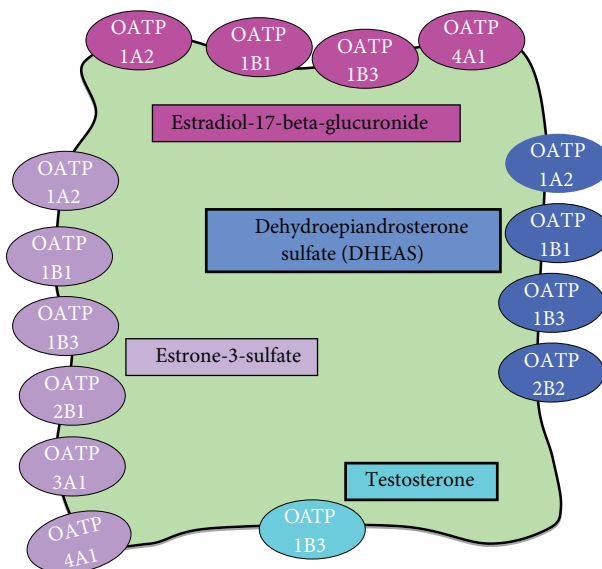 OATP
1A2
OATP
1B1
OATP
1B3
OATP
4A1
Estradiol-17-beta-glucuronide
OATP
1A2
OATP
1B1
OATP
1B3
OATP
2B1
OATP
3A1
OATP
4A1
Estrone-3-sulfate
Dehydroepiandrosterone
sulfate (DHEAS)
OATP
1A2
OATP
1B1
OATP
1B3
OATP
2B2
Testosterone
OATP
1B3